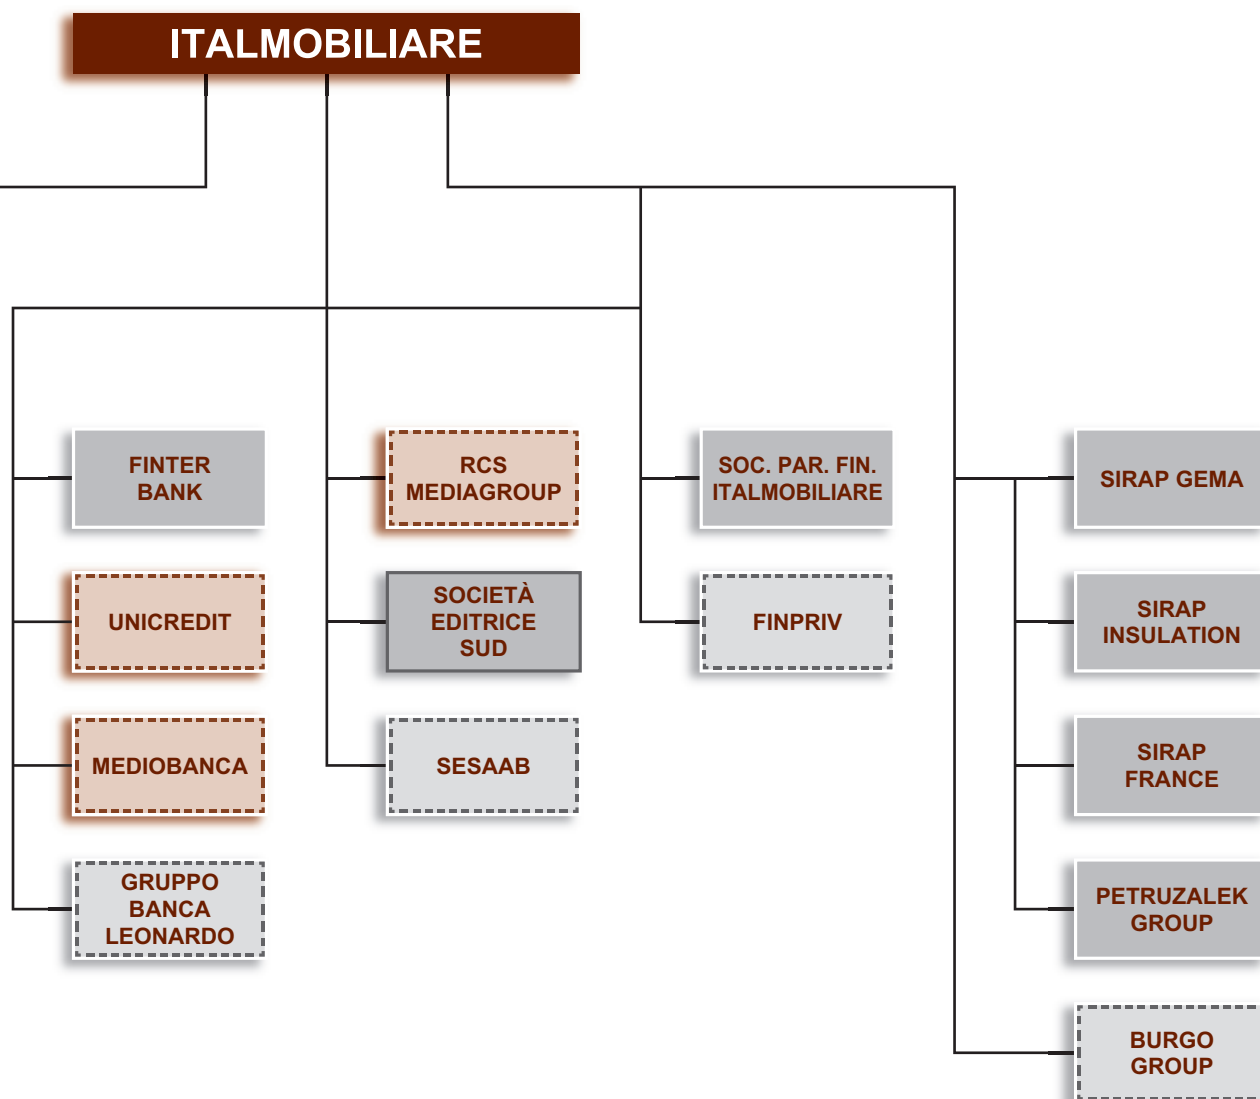 ITALMOBILIARE
FINTER
BANK
UNICREDIT
MEDIOBANCA
GRUPPO
BANCA
LEONARDO
RCS
MEDIAGROUP
SOCIETÀ
EDITRICE
SUD
SESAAB
SOC. PAR. FIN.
ITALMOBILIARE
FINPRIV
SIRAP GEMA
SIRAP
INSULATION
SIRAP
FRANCE
PETRUZALEK
GROUP
BURGO
GROUP